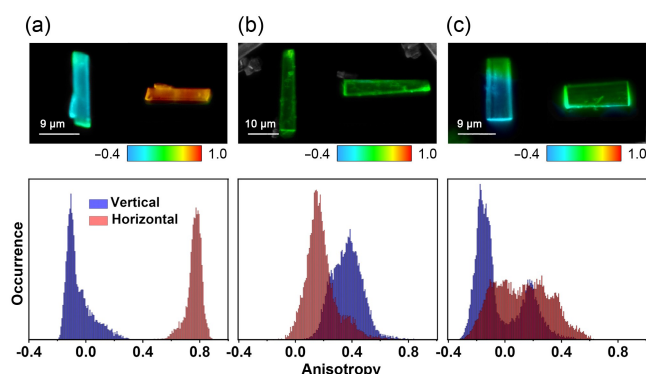 (a) (b) (c)
9 µm 10 µm 9 µm
−0.4 1.0 −0.4 1.0 −0.4 1.0
Vertical
Horizontal
Occurrence
-0.4 0.0 0.4 0.8 0.0 0.4 0.8 -0.4 0.0 0.4 0.8
Anisotropy